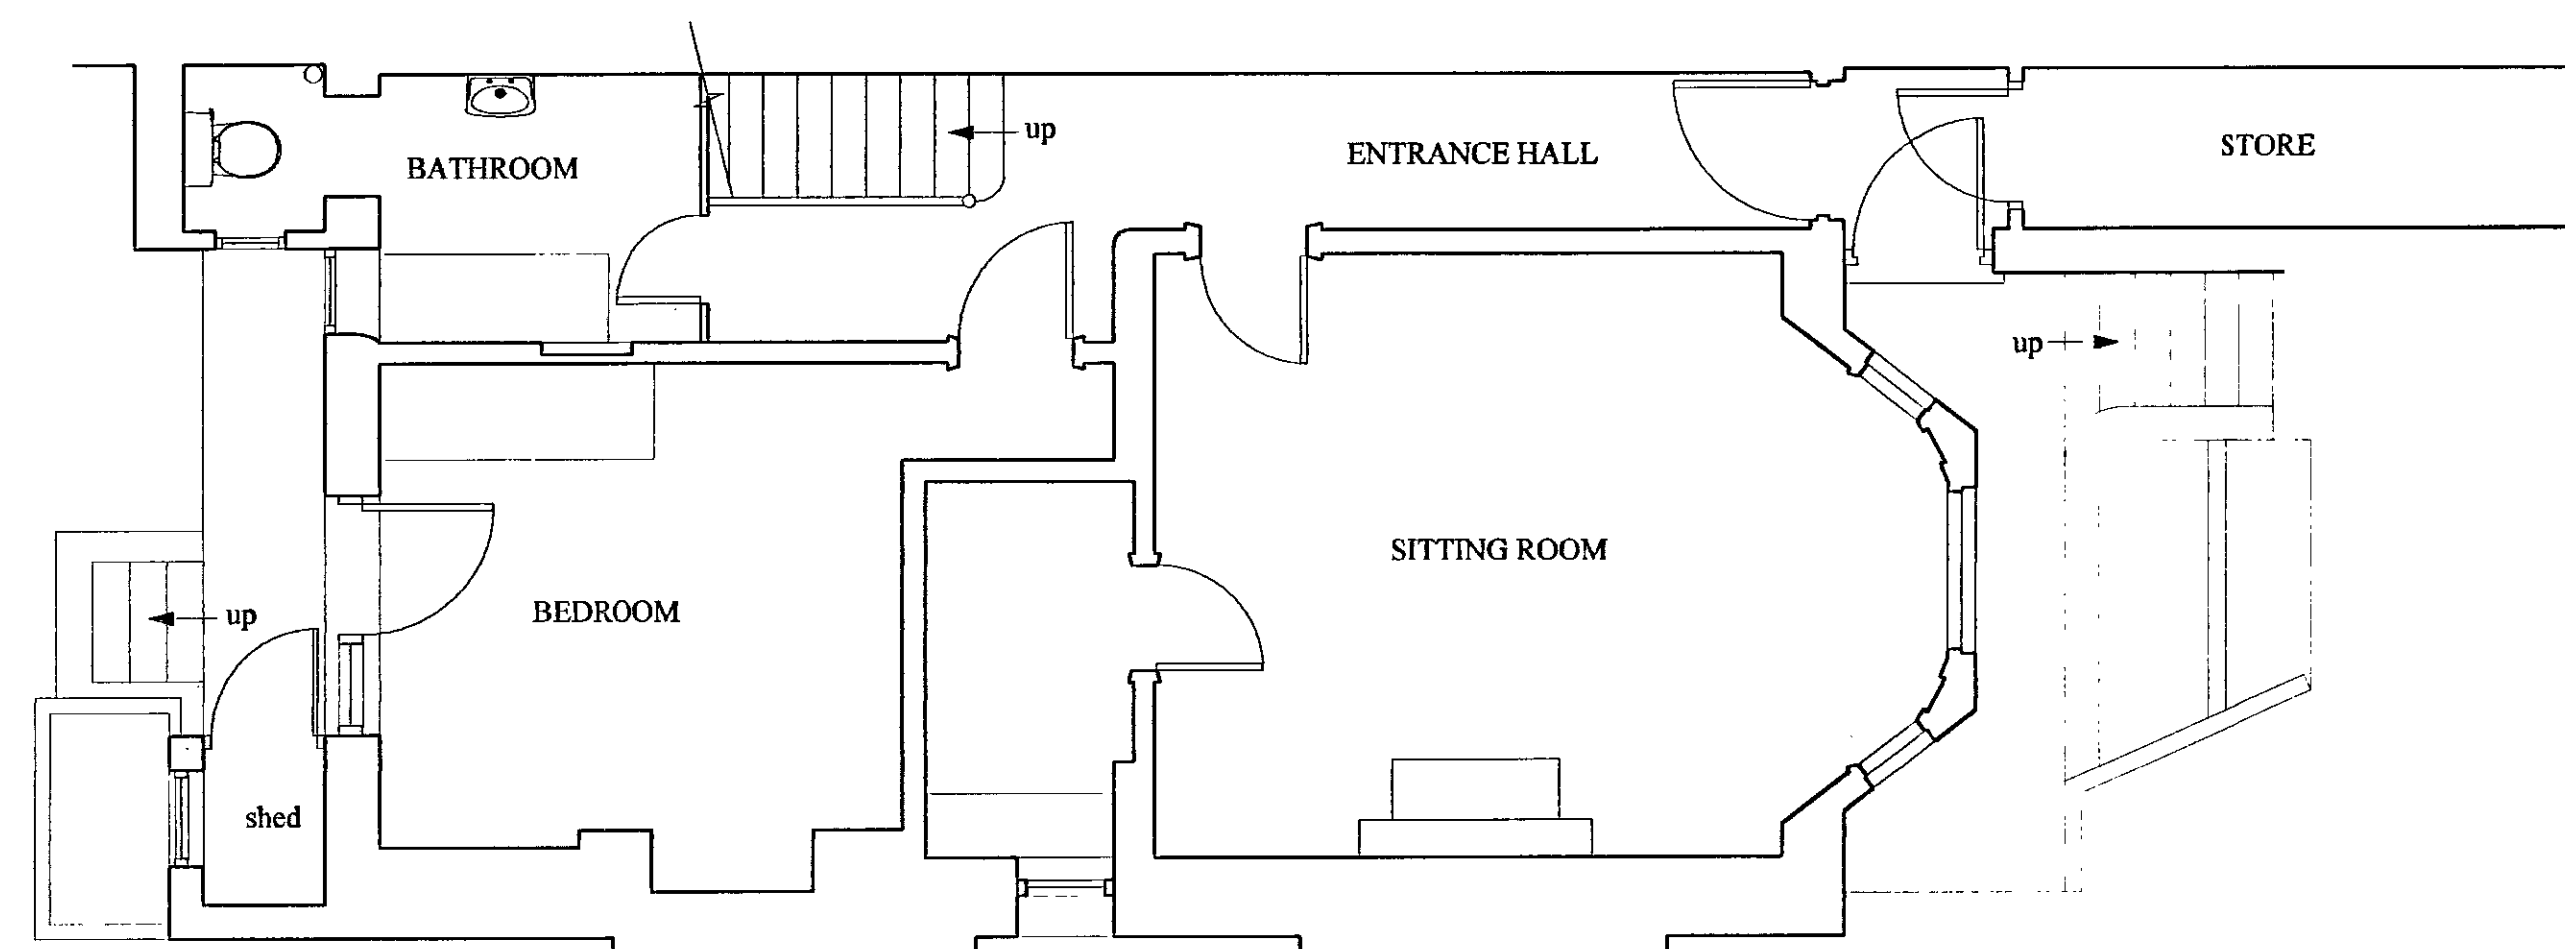 up
ENTRANCE HALL
STORE
BATHROOM
up
SITTING ROOM
BEDROOM
up
shed